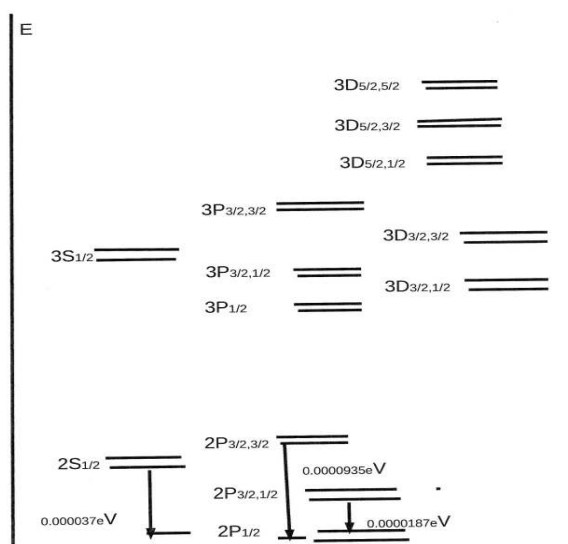 E
3D5/2,5/2
3D5/2,3/2
3D5/2,1/2
3P3/2,3/2
3D3/2,3/2
3S1/2
3P3/2,1/2
3D3/2,1/2
3P1/2
2P3/2,3/2
2S1/2
0.0000935eV
2P3/2,1/2
0.000037eV
2P1/2
0.0000187eV